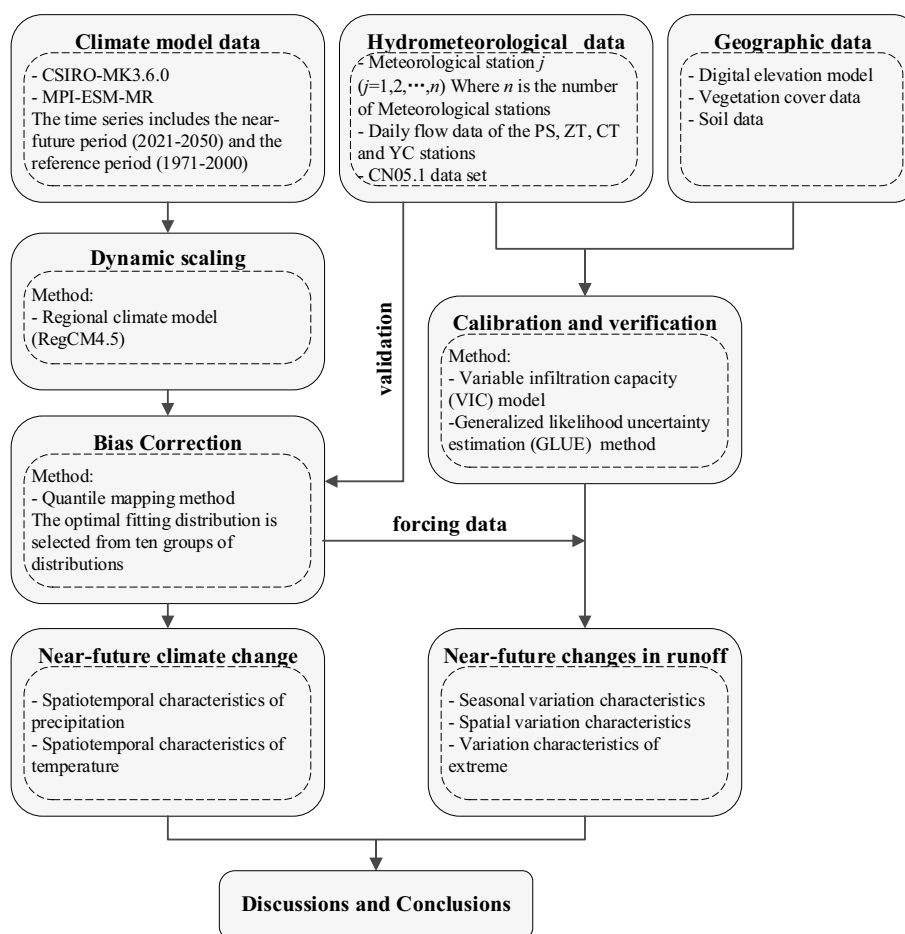 Climate model data
- CSIRO-MK3.6.0
- MPI-ESM-MR
The time series includes the near-
future period (2021-2050) and the
reference period (1971-2000)
Hydrometeorological data
- Meteorological station j
(j=1,2,⋯,n) Where n is the number
of Meteorological stations
- Daily flow data of the PS, ZT, CT
and YC stations
- CN05.1 data set
Geographic data
- Digital elevation model
- Vegetation cover data
- Soil data
Dynamic scaling
Method:
- Regional climate model
(RegCM4.5)
validation
Calibration and verification
Method:
- Variable infiltration capacity
(VIC) model
-Generalized likelihood uncertainty
estimation (GLUE) method
Bias Correction
Method:
- Quantile mapping method
The optimal fitting distribution is
selected from ten groups of
distributions
forcing data
Near-future climate change
- Spatiotemporal characteristics of
precipitation
- Spatiotemporal characteristics of
temperature
Near-future changes in runoff
- Seasonal variation characteristics
- Spatial variation characteristics
- Variation characteristics of
extreme
Discussions and Conclusions